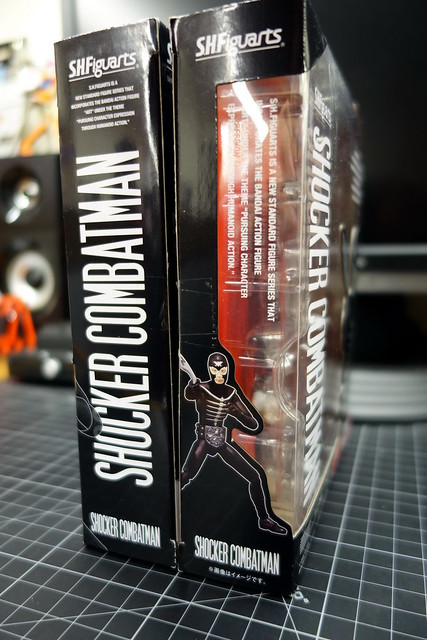 S.H.Figuarts
S.H.FIGUARTS IS A
NEW STANDARD FIGURE SERIES THAT
INCORPORATES THE BANDAI ACTION FIGURE
"ART" UNDER THE THEME
"PURSUING CHARACTER EXPRESSION
THROUGH HUMANOID ACTION."
SHOCKER COMBATMAN
SHOCKER COMBATMAN
S.H.Figuarts
S.H.FIGUARTS IS A NEW STANDARD FIGURE SERIES THAT
THE BANDAI ACTION FIGURE
THE THEME "PURSUING CHARACTER
HUMANOID ACTION."
SHOCKER COMBATMAN
※画像はイメージです。
SHOCKER COMBATMAN